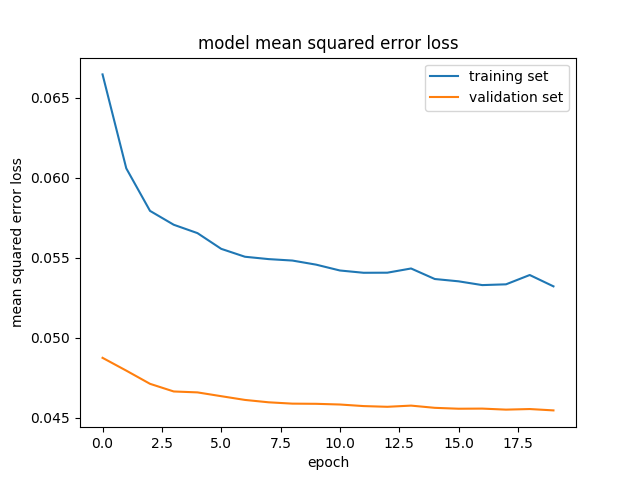 model mean squared error loss
training set
validation set
0.065
0.060
0.055
0.050
0.045
mean squared error loss
0.0 2.5 5.0 7.5 10.0 12.5 15.0 17.5
epoch